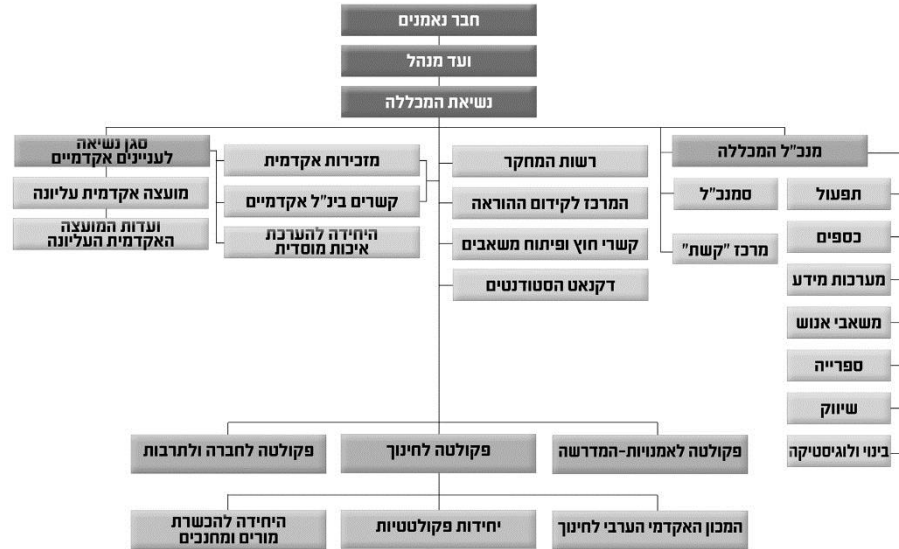 חבר נאמנים
ועד מנהל
נשיאת המכללה
מנכ"ל המכללה
סמנכ"ל
מרכז "קשת"
תפעול
כספים
מערכות מידע
משאבי אנוש
ספרייה
שיווק
בינוי ולוגיסטיקה
רשות המחקר
המרכז לקידום ההוראה
קשרי חוץ ופיתוח משאבים
דקנאט הסטודנטים
מזכירות אקדמית
קשרים בינ"ל אקדמיים
היחידה להערכת
איכות מוסדית
סגן נשיאה
לעניינים אקדמיים
מועצה אקדמית עליונה
ועדות המועצה
האקדמית העליונה
פקולטה לאמנויות-המדרשה
פקולטה לחינוך
פקולטה לחברה ולתרבות
המכון האקדמי הערבי לחינוך
יחידות פקולטטיות
היחידה להכשרת
מורים ומחנכים